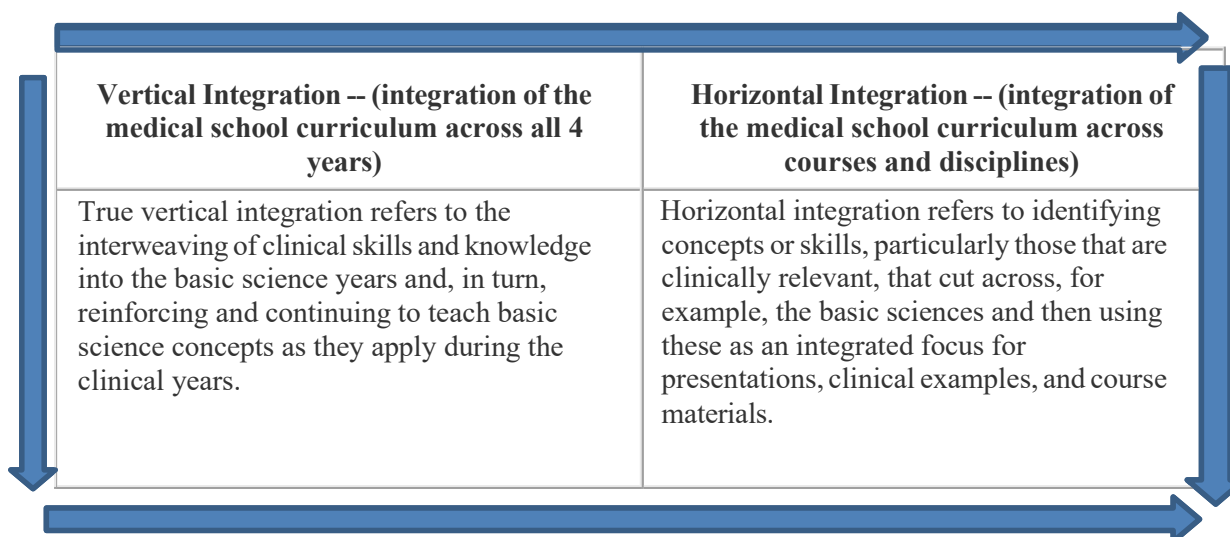 Vertical Integration -- (integration of the
medical school curriculum across all 4
years)
Horizontal Integration -- (integration of
the medical school curriculum across
courses and disciplines)
True vertical integration refers to the
interweaving of clinical skills and knowledge
into the basic science years and, in turn,
reinforcing and continuing to teach basic
science concepts as they apply during the
clinical years.
Horizontal integration refers to identifying
concepts or skills, particularly those that are
clinically relevant, that cut across, for
example, the basic sciences and then using
these as an integrated focus for
presentations, clinical examples, and course
materials.